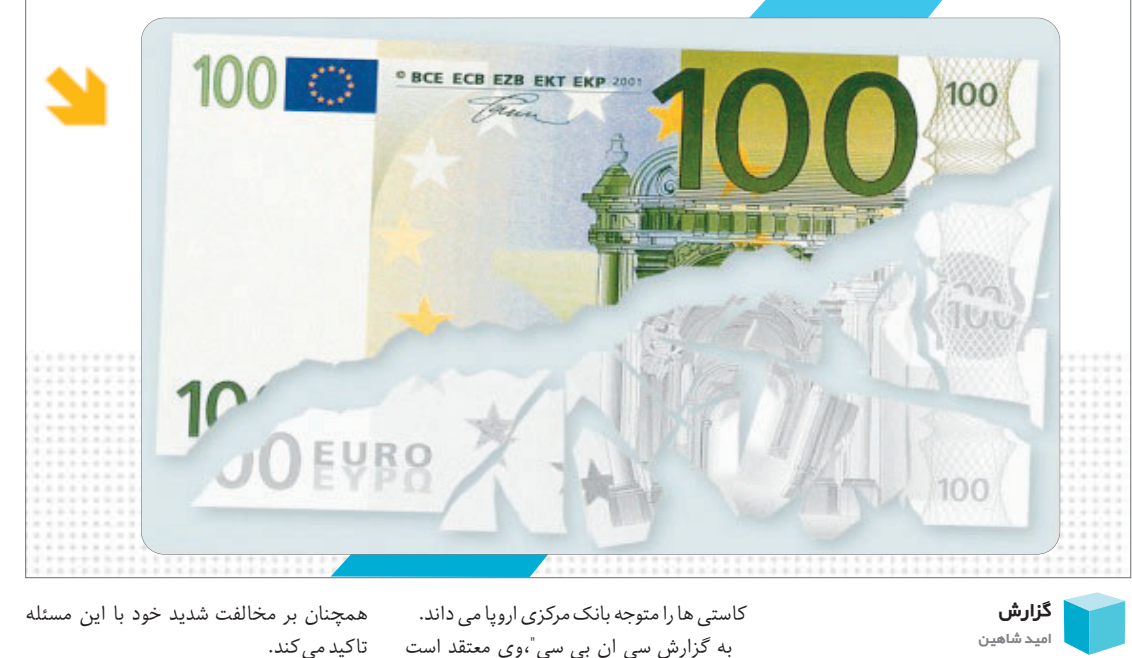 100
© BCE ECB EZB EKT EKP 2001
100
100
100
100
00 EURO
ΕΥΡΩ
100
گزارش
امید شاهین
کاستی ها را متوجه بانک مرکزی اروپا می داند.
به گزارش سی ان بی سی"،وی معتقد است
همچنان بر مخالفت شدید خود با این مسئله
تاکید می‌کند.